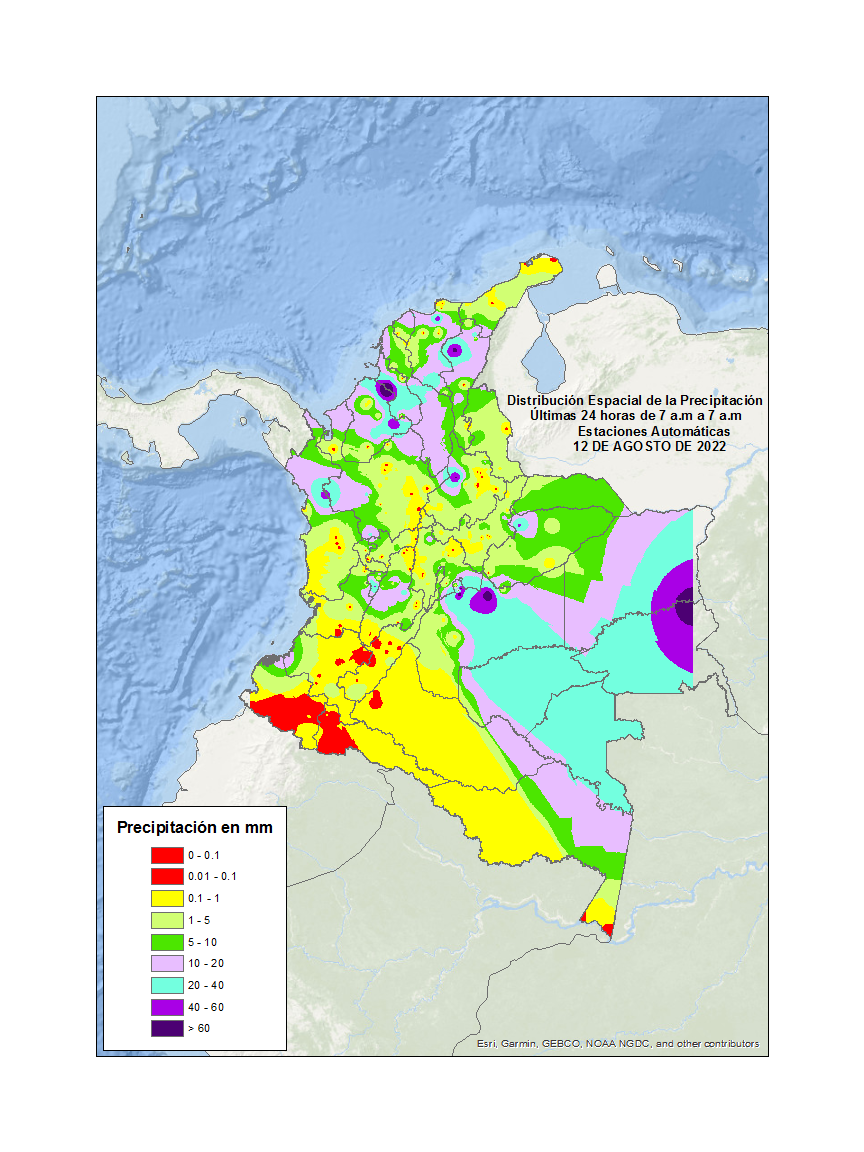 Distribución Espacial de la Precipitación
Últimas 24 horas de 7 a.m a 7 a.m
Estaciones Automáticas
12 DE AGOSTO DE 2022
Precipitación en mm
0 - 0.1
0.01 - 0.1
0.1 - 1
1 - 5
5 - 10
10 - 20
20 - 40
40 - 60
> 60
Esri, Garmin, GEBCO, NOAA NGDC, and other contributors